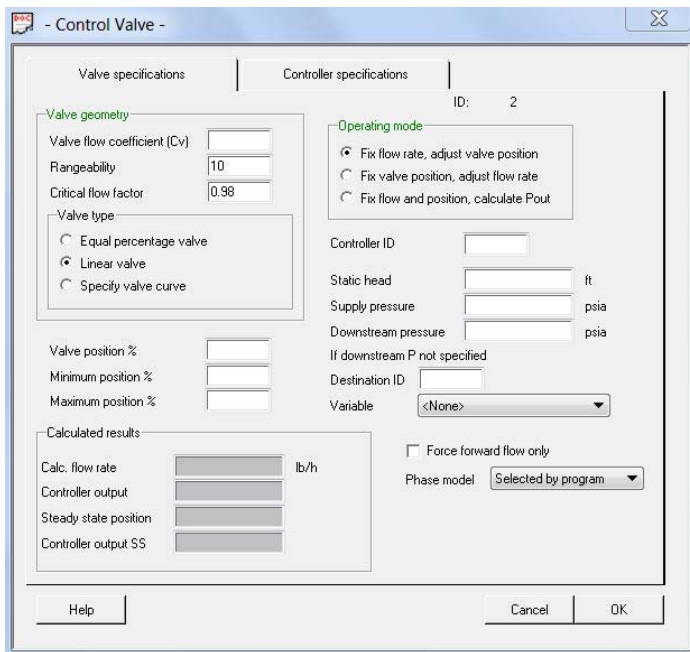 - Control Valve -
Valve specifications
Controller specifications
ID: 2
Valve geometry
Valve flow coefficient (Cv)
Rangeability 10
Critical flow factor 0.98
Valve type
Equal percentage valve
Linear valve
Specify valve curve
Operating mode
Fix flow rate, adjust valve position
Fix valve position, adjust flow rate
Fix flow and position, calculate Pout
Controller ID
Static head ft
Supply pressure psia
Downstream pressure psia
If downstream P not specified
Destination ID
Variable <None>
Valve position %
Minimum position %
Maximum position %
Calculated results
Calc. flow rate lb/h
Controller output
Steady state position
Controller output SS
Force forward flow only
Phase model Selected by program
Help
Cancel
OK